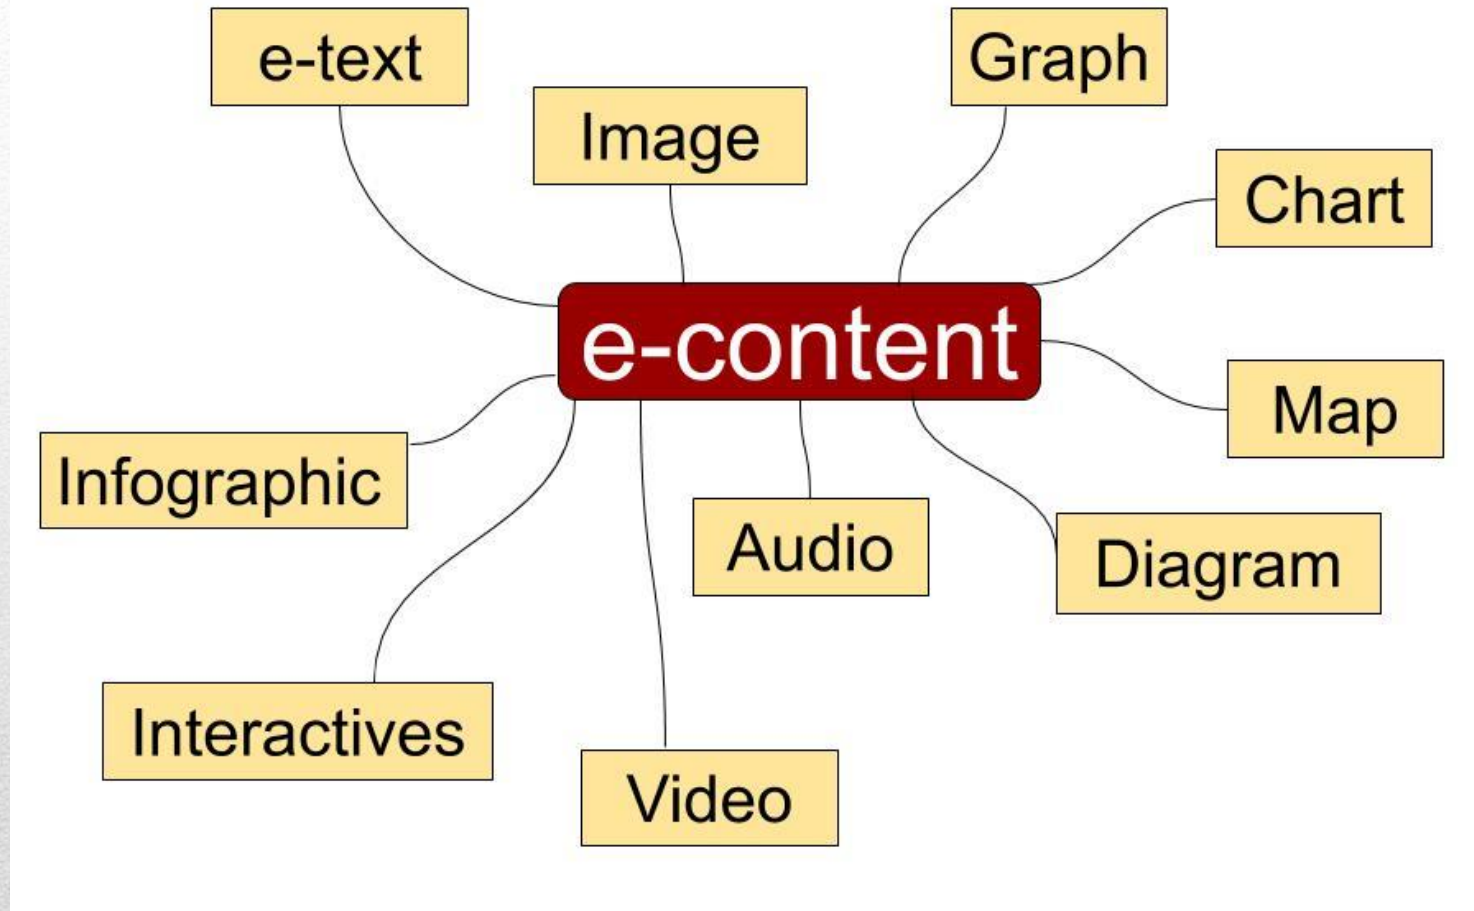 e-text
Graph
Image
Chart
e-content
Map
Infographic
Audio
Diagram
Interactives
Video